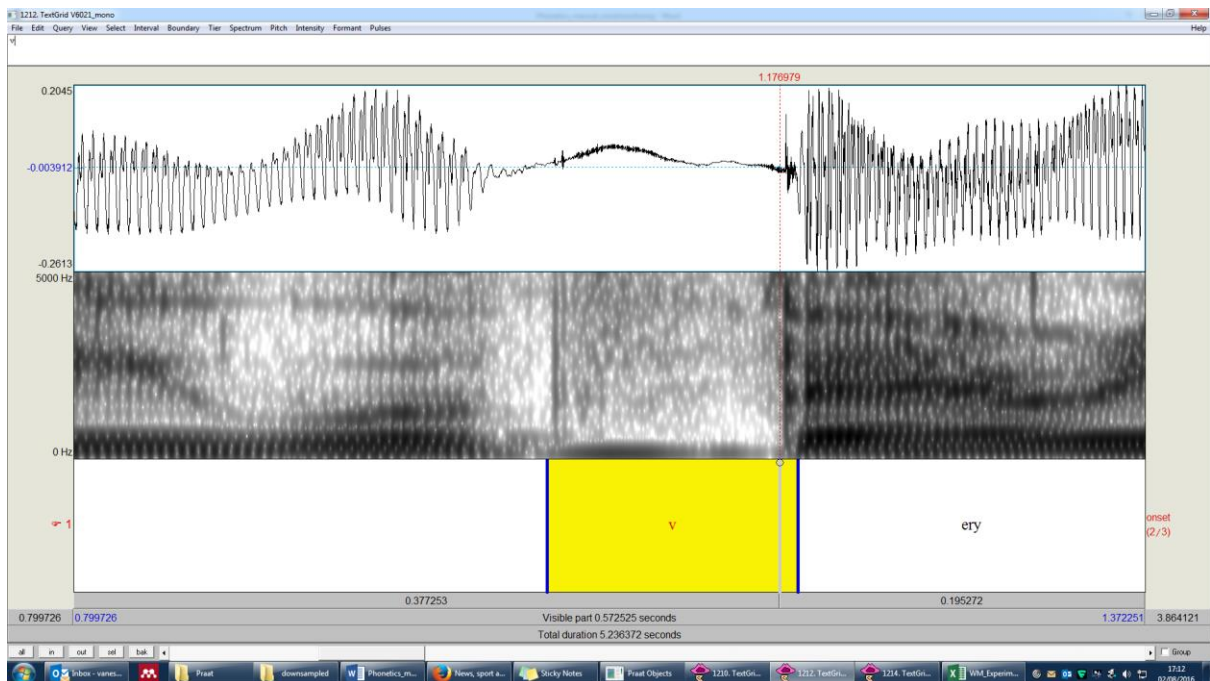 1212. TextGrid V6021_mono
File Edit Query View Select Interval Boundary Tier Spectrum Pitch Intensity Formant Pulses Help
v
1.176979
0.2045
-0.003912
-0.2613
5000 Hz
0 Hz
☞ 1
v
ery
onset
(2/3)
0.377253 0.195272
0.799726 0.799726 Visible part 0.572525 seconds 1.372251 3.864121
Total duration 5.236372 seconds
all in out sel bak Group
Inbox - vanes... Praat downsampled Phonetics_m... News, sport a... Sticky Notes Praat Objects 1210. TextGri... 1212. TextGri... 1214. TextGri... WM_Experim... 17:12
02/08/2016